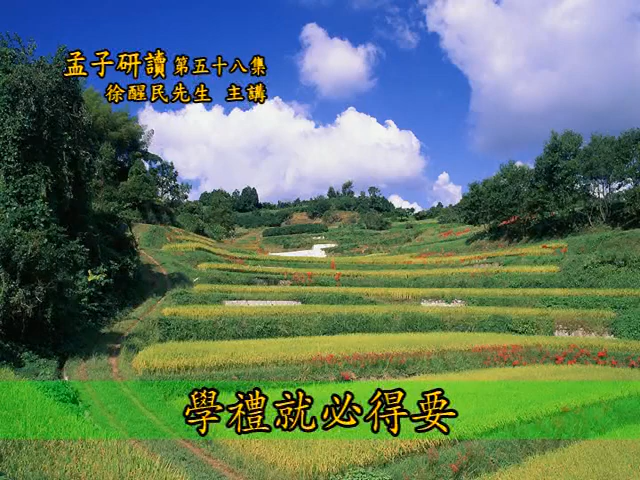 孟子研讀 第五十八集
徐醒民先生 主講
學禮就必得要